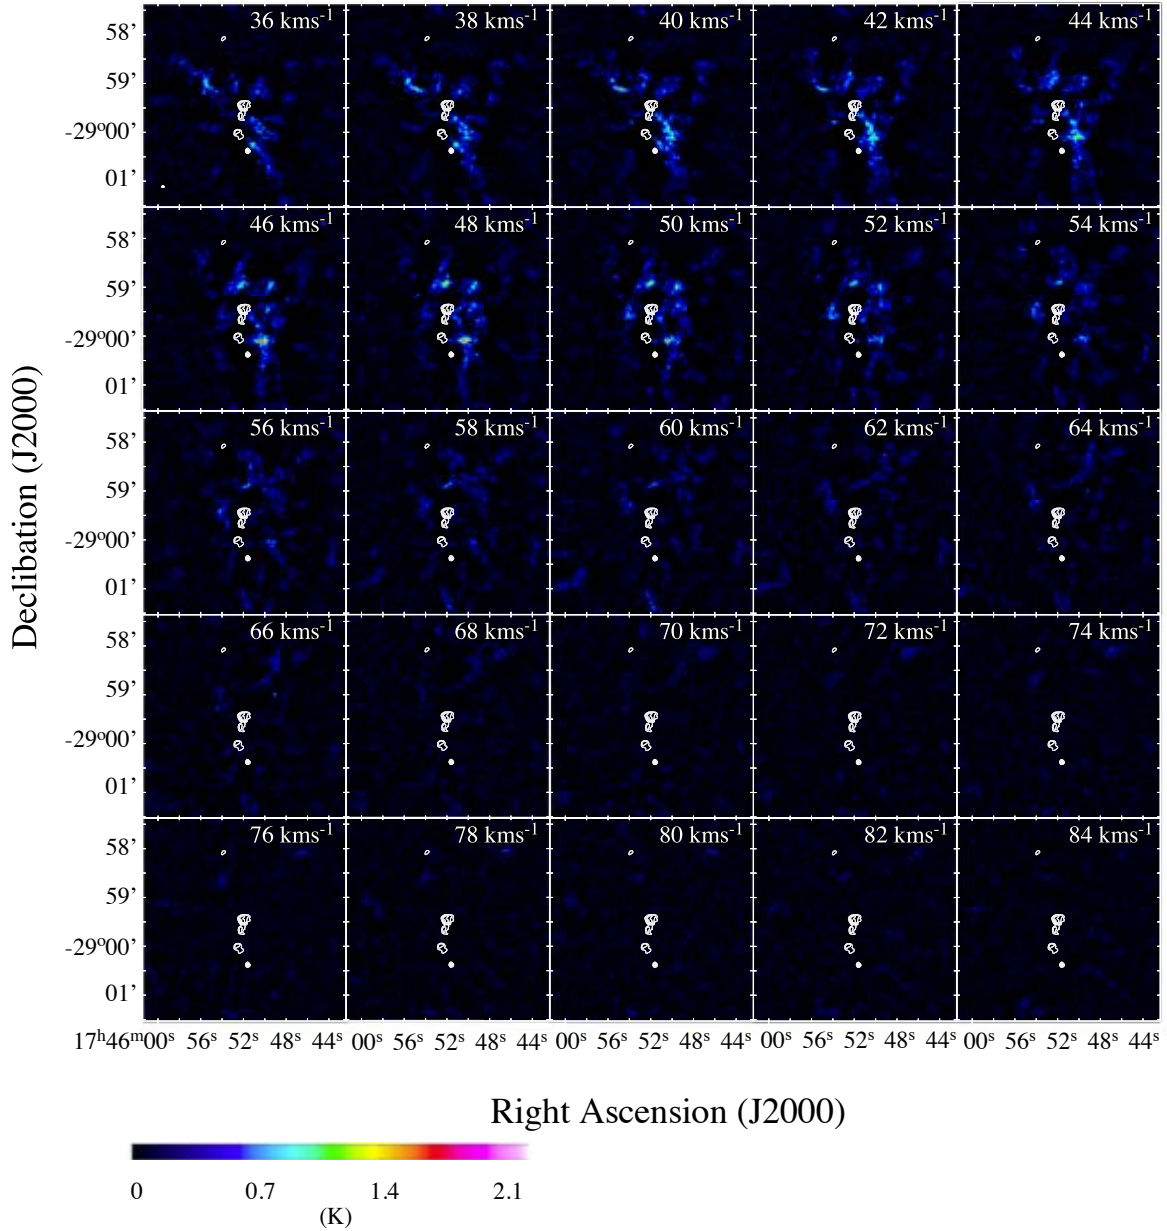 36 kms-1 38 kms-1 40 kms-1 42 kms-1 44 kms-1
58’
59’
-29°00’
01’
46 kms-1 48 kms-1 50 kms-1 52 kms-1 54 kms-1
58’
59’
-29°00’
01’
56 kms-1 58 kms-1 60 kms-1 62 kms-1 64 kms-1
58’
59’
-29°00’
01’
66 kms-1 68 kms-1 70 kms-1 72 kms-1 74 kms-1
58’
59’
-29°00’
01’
76 kms-1 78 kms-1 80 kms-1 82 kms-1 84 kms-1
58’
59’
-29°00’
01’
Declibation (J2000)
17h46m00s 56s 52s 48s 44s 00s 56s 52s 48s 44s 00s 56s 52s 48s 44s 00s 56s 52s 48s 44s 00s 56s 52s 48s 44s
Right Ascension (J2000)
0 0.7 1.4 2.1
(K)